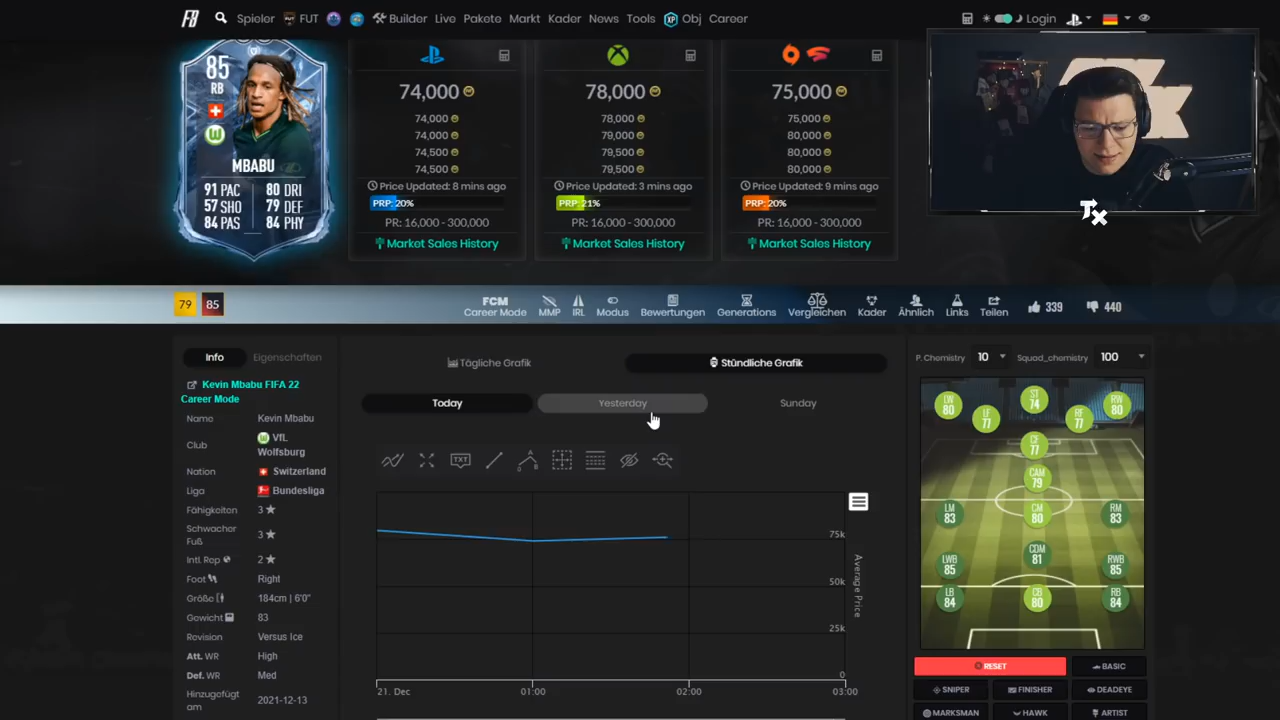 FB Spieler FUT Builder Live Pakete Markt Kader News Tools XP Obj Career Login
85
RB
MBABU
91 PAC 80 DRI
57 SHO 79 DEF
84 PAS 84 PHY
74,000
74,000
74,000
74,500
74,500
Price Updated: 8 mins ago
PRP: 20%
PR: 16,000 - 300,000
Market Sales History
78,000
78,000
79,000
79,500
79,500
Price Updated: 3 mins ago
PRP: 21%
PR: 16,000 - 300,000
Market Sales History
75,000
75,000
80,000
80,000
80,000
Price Updated: 9 mins ago
PRP: 20%
PR: 16,000 - 300,000
Market Sales History
79 85
FCM
Career Mode MMP IRL Modus Bewertungen Generations Vergleichen Kader Ähnlich Links Teilen 339 440
Info Eigenschaften
Kevin Mbabu FIFA 22
Career Mode
Name Kevin Mbabu
Club VfL
Wolfsburg
Nation Switzerland
Liga Bundesliga
Fähigkeiten 3
Schwacher
Fuß 3
Intl. Rep 2
Foot Right
Größe 184cm | 6'0"
Gewicht 83
Revision Versus Ice
Att. WR High
Def. WR Med
Hinzugefügt
am 2021-12-13
Tägliche Grafik Stündliche Grafik
Today Yesterday Sunday
TXT
75k
50k
25k
0
Average Price
21. Dec 01:00 02:00 03:00
P. Chemistry 10 Squad_chemistry 100
ST
74
LW
80
RW
80
LF
77
RF
77
CF
77
CAM
79
LM
83
CM
80
RM
83
CDM
81
LWB
85
RWB
85
LB
84
CB
80
RB
84
RESET BASIC
SNIPER FINISHER DEADEYE
MARKSMAN HAWK ARTIST